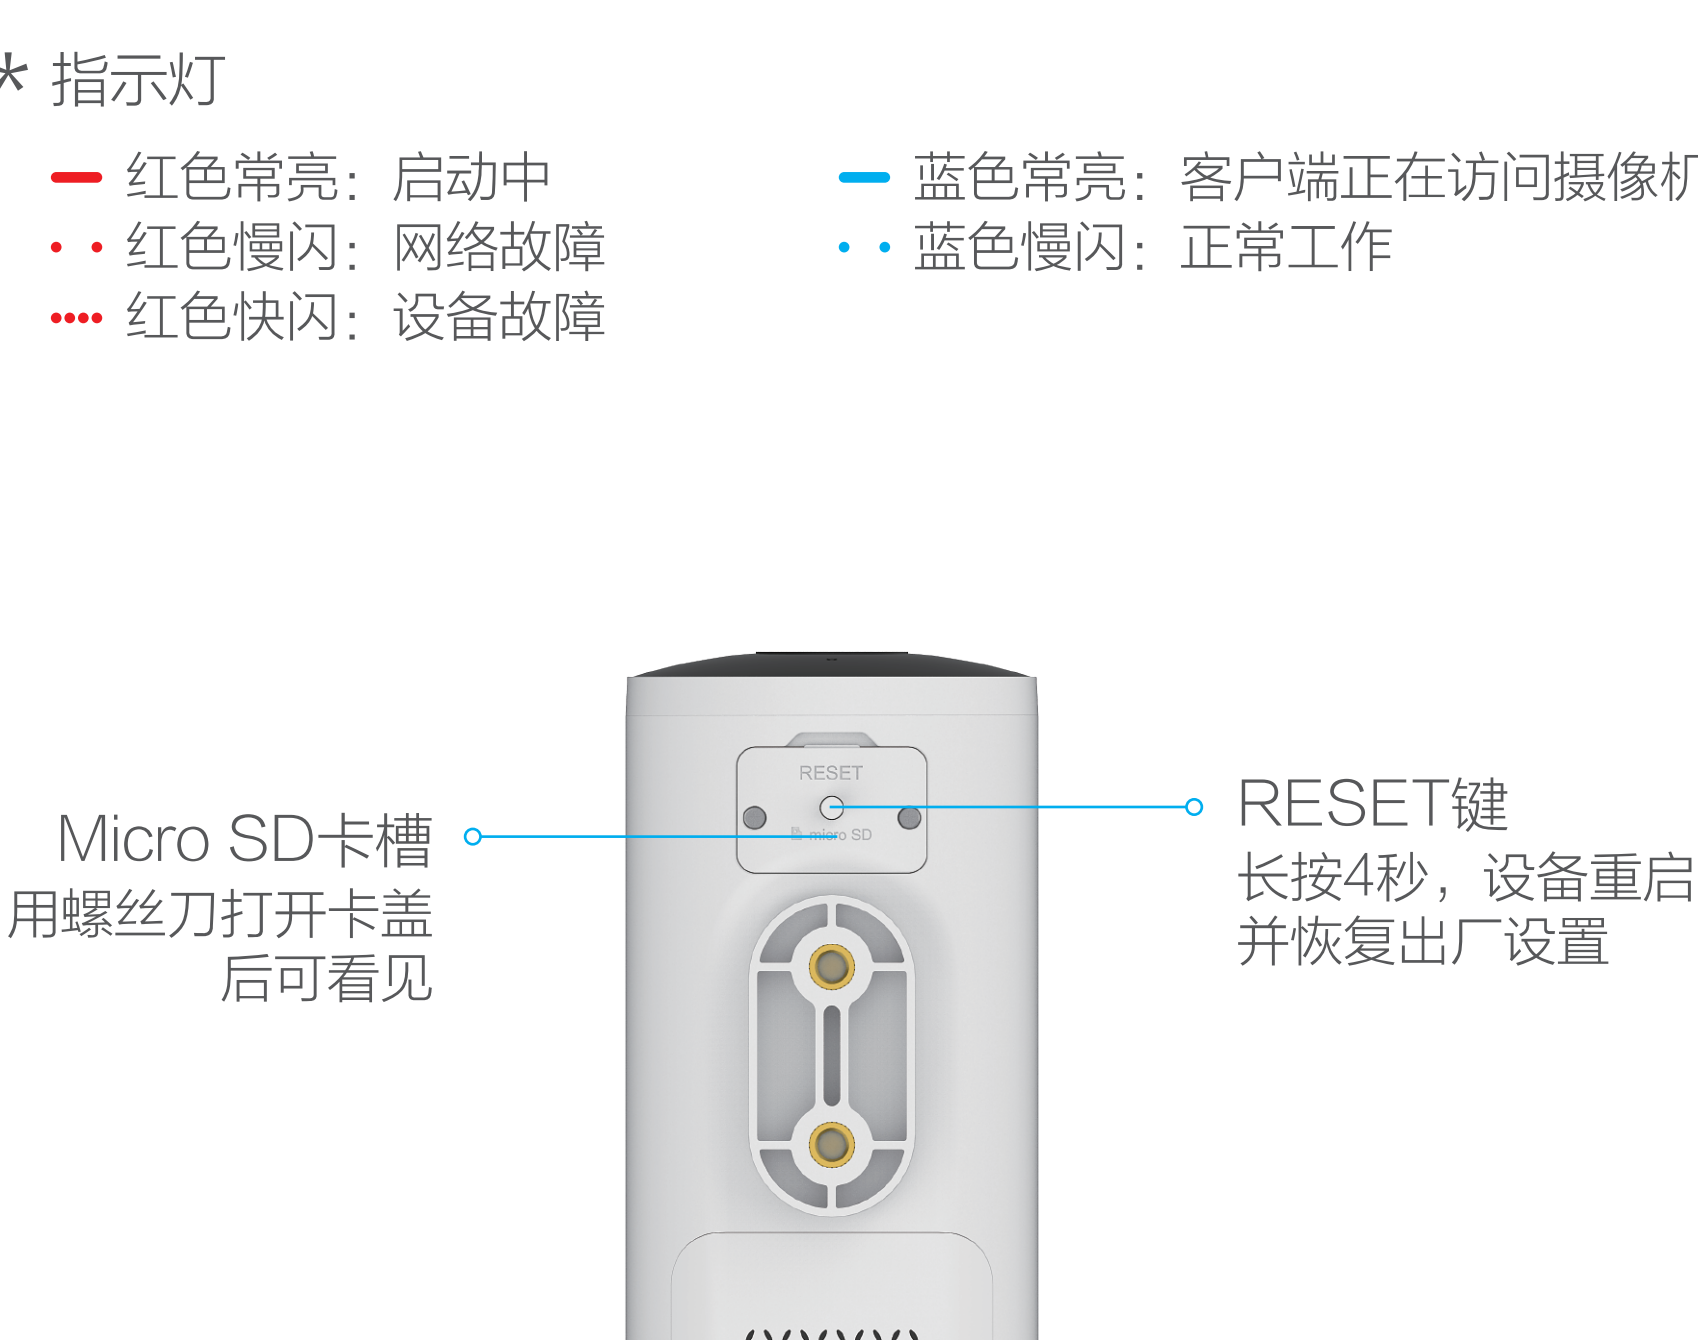 * 指示灯
红色常亮：启动中
红色慢闪：网络故障
红色快闪：设备故障
蓝色常亮：客户端正在访问摄像机
蓝色慢闪：正常工作
RESET
micro SD
Micro SD卡槽
用螺丝刀打开卡盖
后可看见
RESET键
长按4秒，设备重启
并恢复出厂设置